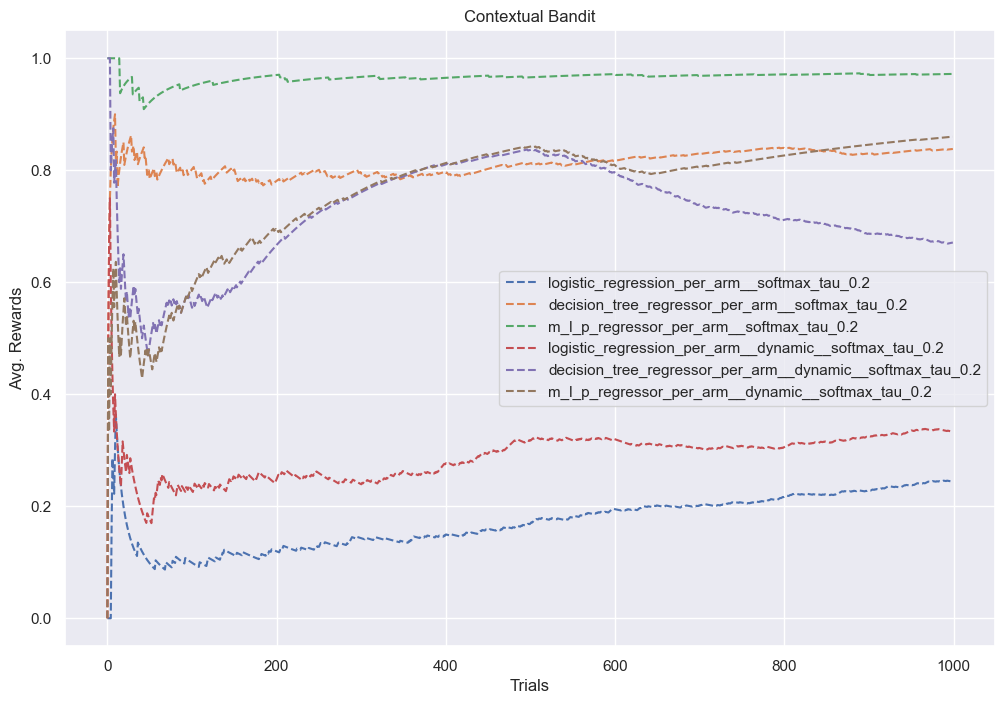 Contextual Bandit
1.0
0.8
0.6
0.4
0.2
0.0
Avg. Rewards
logistic_regression_per_arm__softmax_tau_0.2
decision_tree_regressor_per_arm__softmax_tau_0.2
m_l_p_regressor_per_arm__softmax_tau_0.2
logistic_regression_per_arm__dynamic__softmax_tau_0.2
decision_tree_regressor_per_arm__dynamic__softmax_tau_0.2
m_l_p_regressor_per_arm__dynamic__softmax_tau_0.2
0 200 400 600 800 1000
Trials